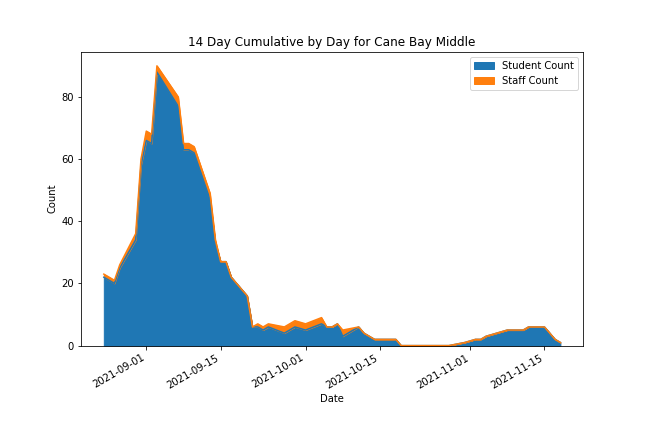 14 Day Cumulative by Day for Cane Bay Middle
Student Count
Staff Count
Count
80
60
40
20
0
2021-09-01
2021-09-15
2021-10-01
2021-10-15
2021-11-01
2021-11-15
Date